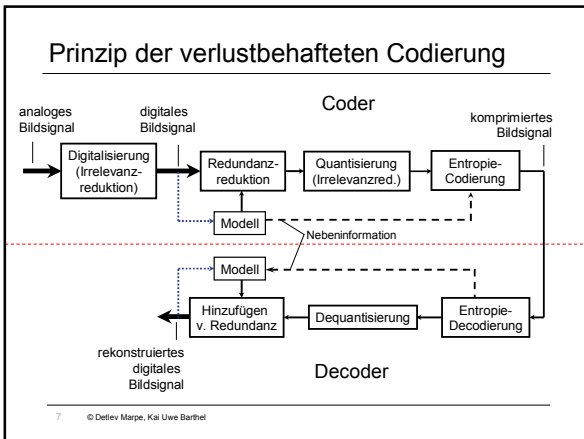 Prinzip der verlustbehafteten Codierung
analoges
Bildsignal
digitales
Bildsignal
Coder
komprimiertes
Bildsignal
Digitalisierung
(Irrelevanz-
reduktion)
Redundanz-
reduktion
Quantisierung
(Irrelevanzred.)
Entropie-
Codierung
Modell
Nebeninformation
Modell
Hinzufügen
v. Redundanz
Dequantisierung
Entropie-
Decodierung
rekonstruiertes
digitales
Bildsignal
Decoder
7 © Detlev Marpe, Kai Uwe Barthel